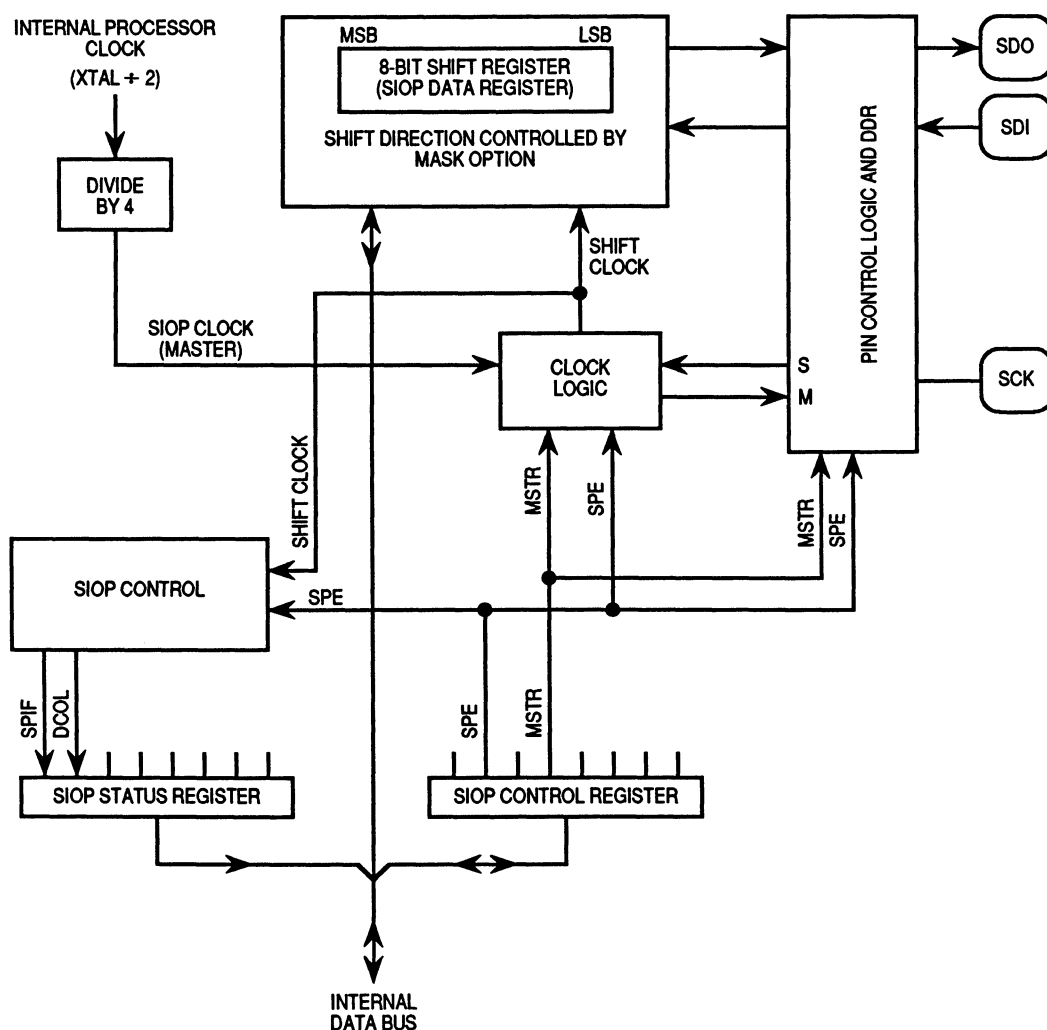 INTERNAL PROCESSOR
CLOCK
(XTAL ÷ 2)
DIVIDE
BY 4
MSB
LSB
8-BIT SHIFT REGISTER
(SIOP DATA REGISTER)
SHIFT DIRECTION CONTROLLED BY
MASK OPTION
PIN CONTROL LOGIC AND DDR
SDO
SDI
SCK
SHIFT
CLOCK
SIOP CLOCK
(MASTER)
CLOCK
LOGIC
S
M
SHIFT CLOCK
MSTR
SPE
MSTR
SPE
SIOP CONTROL
SPE
SPIF
DCOL
SPE
MSTR
SIOP STATUS REGISTER
SIOP CONTROL REGISTER
INTERNAL
DATA BUS